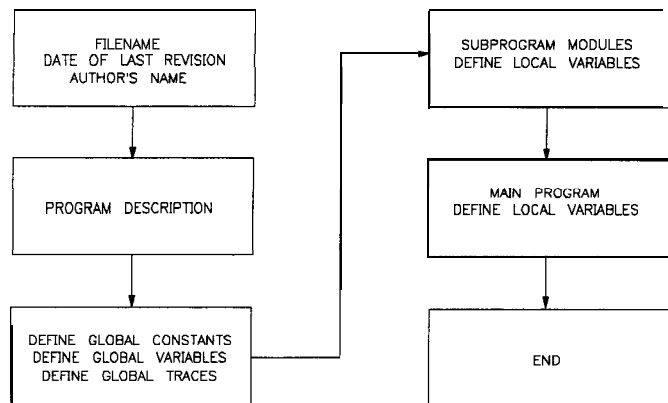 FILENAME
DATE OF LAST REVISION
AUTHOR'S NAME
PROGRAM DESCRIPTION
DEFINE GLOBAL CONSTANTS
DEFINE GLOBAL VARIABLES
DEFINE GLOBAL TRACES
SUBPROGRAM MODULES
DEFINE LOCAL VARIABLES
MAIN PROGRAM
DEFINE LOCAL VARIABLES
END